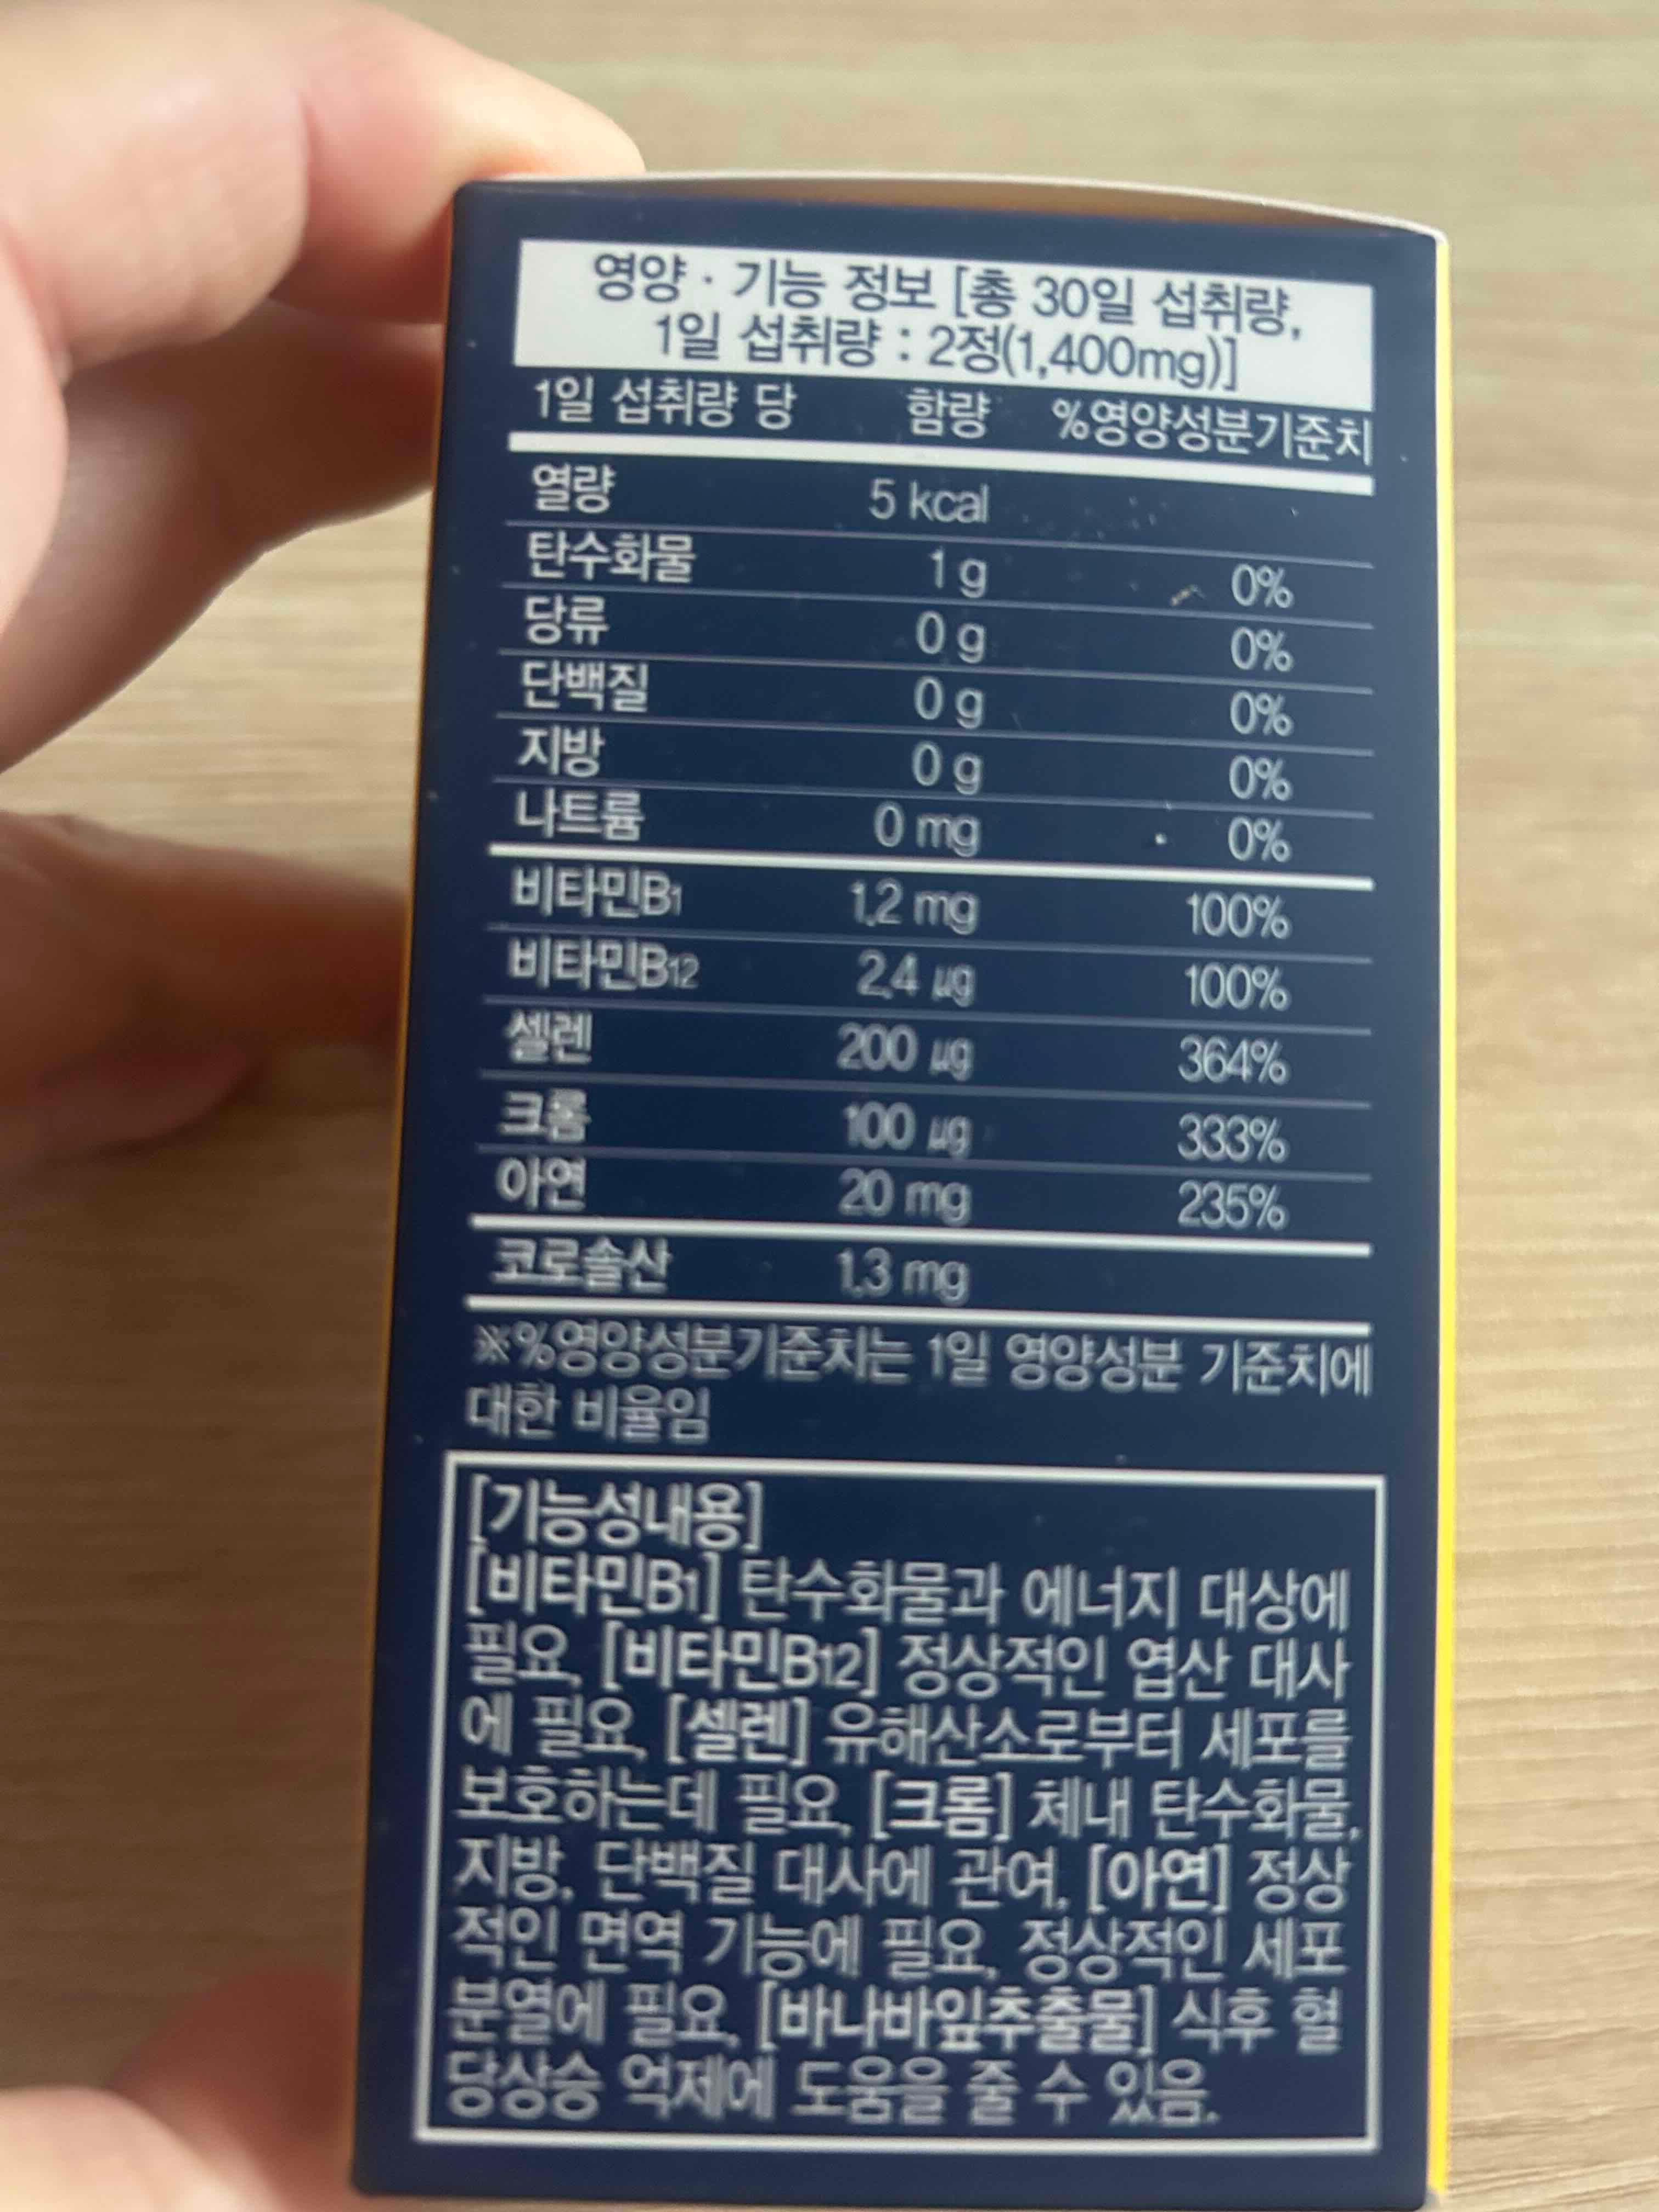 영양 · 기능 정보 [총 30일 섭취량,
1일 섭취량 : 2정(1,400mg)]
1일 섭취량 당 함량 %영양성분기준치
열량 5 kcal
탄수화물 1 g 0%
당류 0 g 0%
단백질 0 g 0%
지방 0 g 0%
나트륨 0 mg 0%
비타민B1 1.2 mg 100%
비타민B12 2.4 μg 100%
셀렌 200 μg 364%
크롬 100 μg 333%
아연 20 mg 235%
코로솔산 1.3 mg
※%영양성분기준치는 1일 영양성분 기준치에
대한 비율임
[기능성내용]
[비타민B1] 탄수화물과 에너지 대상에
필요, [비타민B12] 정상적인 엽산 대사
에 필요, [셀렌] 유해산소로부터 세포를
보호하는데 필요, [크롬] 체내 탄수화물,
지방, 단백질 대사에 관여, [아연] 정상
적인 면역 기능에 필요, 정상적인 세포
분열에 필요, [바나바잎추출물] 식후 혈
당상승 억제에 도움을 줄 수 있음.